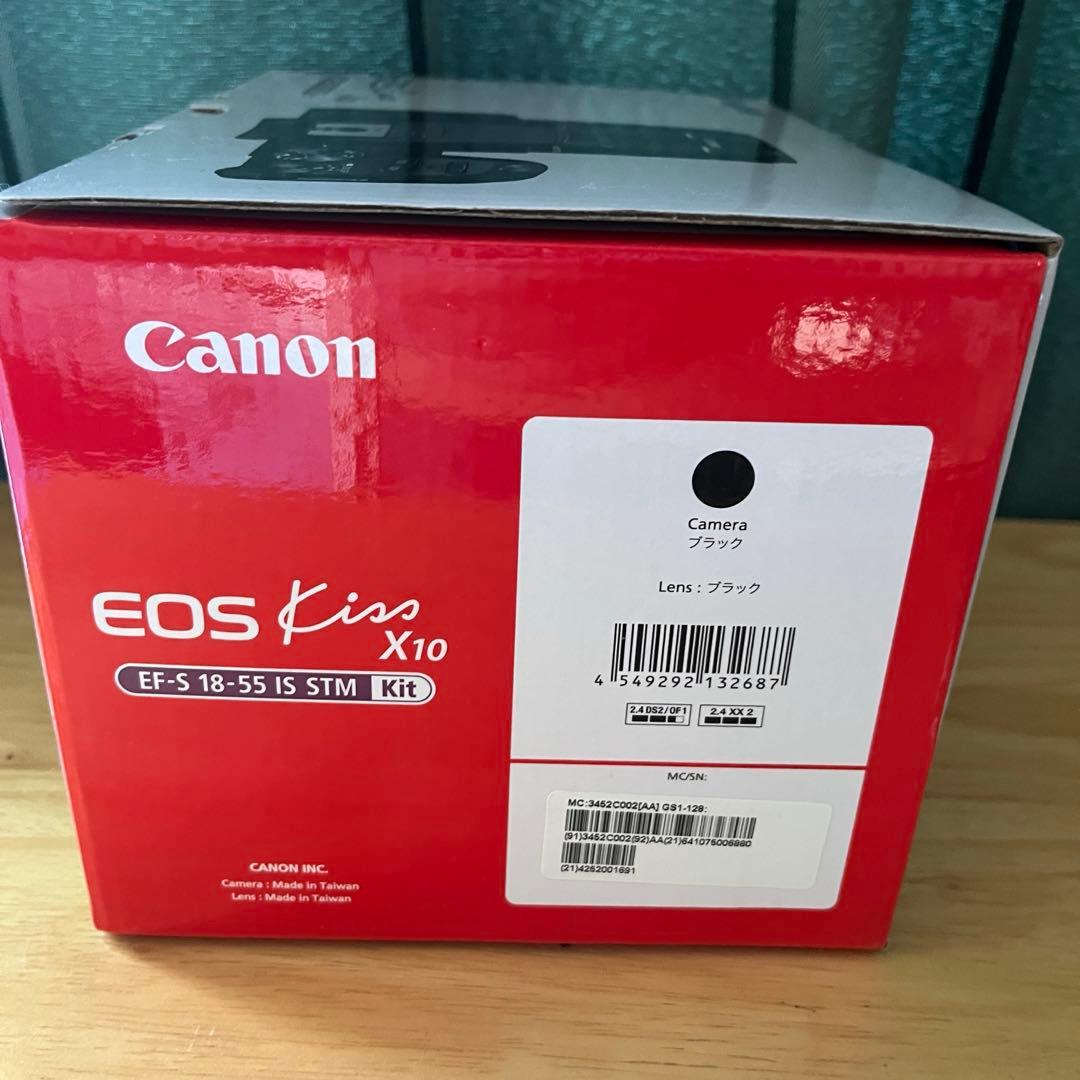 Canon
EOS Kiss
X10
EF-S 18-55 IS STM Kit
Camera
ブラック
Lens : ブラック
4 549292 132687
2.4 DS2/0F1 2.4 XX 2
MC/SN:
MC:3452C002[AA] GS1-128:
(91)3452C002(92)AA(21)641075006880
(21)4252001691
CANON INC.
Camera : Made in Taiwan
Lens : Made in Taiwan